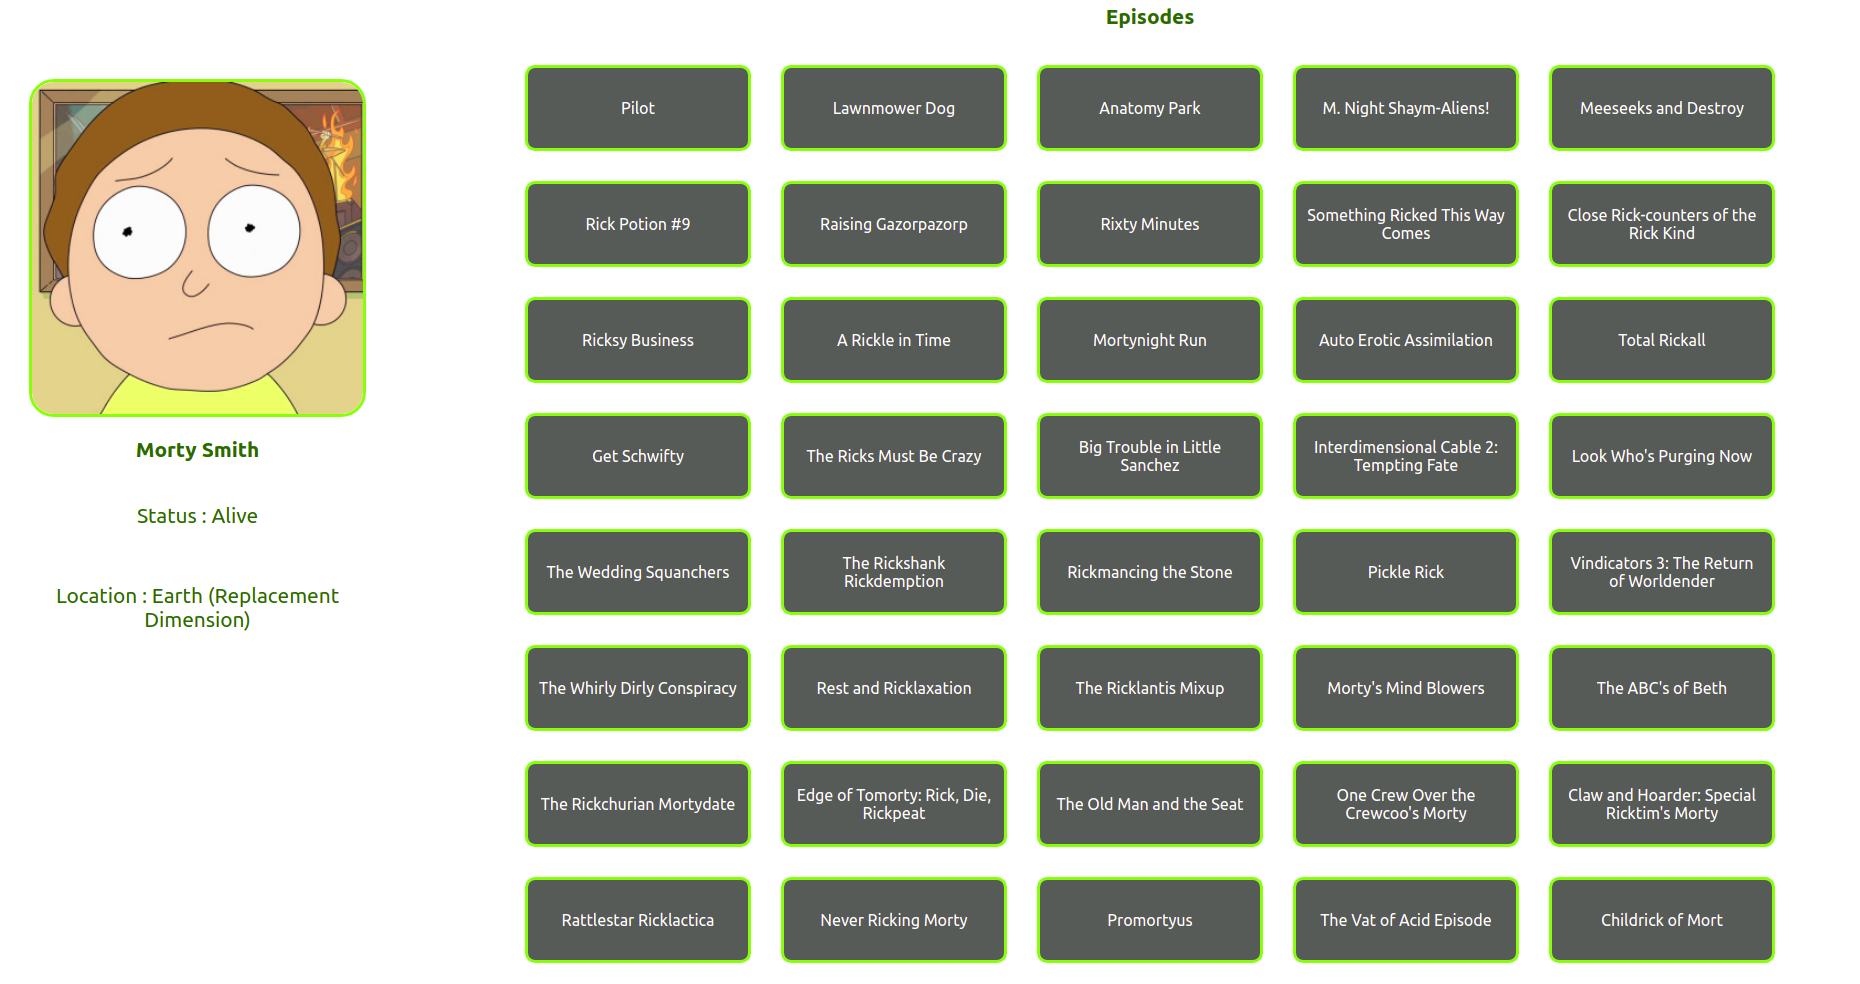 Episodes
Morty Smith
Status : Alive
Location : Earth (Replacement
Dimension)
Pilot
Lawnmower Dog
Anatomy Park
M. Night Shaym-Aliens!
Meeseeks and Destroy
Rick Potion #9
Raising Gazorpazorp
Rixty Minutes
Something Ricked This Way
Comes
Close Rick-counters of the
Rick Kind
Ricksy Business
A Rickle in Time
Mortynight Run
Auto Erotic Assimilation
Total Rickall
Get Schwifty
The Ricks Must Be Crazy
Big Trouble in Little
Sanchez
Interdimensional Cable 2:
Tempting Fate
Look Who's Purging Now
The Wedding Squanchers
The Rickshank
Rickdemption
Rickmancing the Stone
Pickle Rick
Vindicators 3: The Return
of Worldender
The Whirly Dirly Conspiracy
Rest and Ricklaxation
The Ricklantis Mixup
Morty's Mind Blowers
The ABC's of Beth
The Rickchurian Mortydate
Edge of Tomorty: Rick, Die,
Rickpeat
The Old Man and the Seat
One Crew Over the
Crewcoo's Morty
Claw and Hoarder: Special
Ricktim's Morty
Rattlestar Ricklactica
Never Ricking Morty
Promortyus
The Vat of Acid Episode
Childrick of Mort